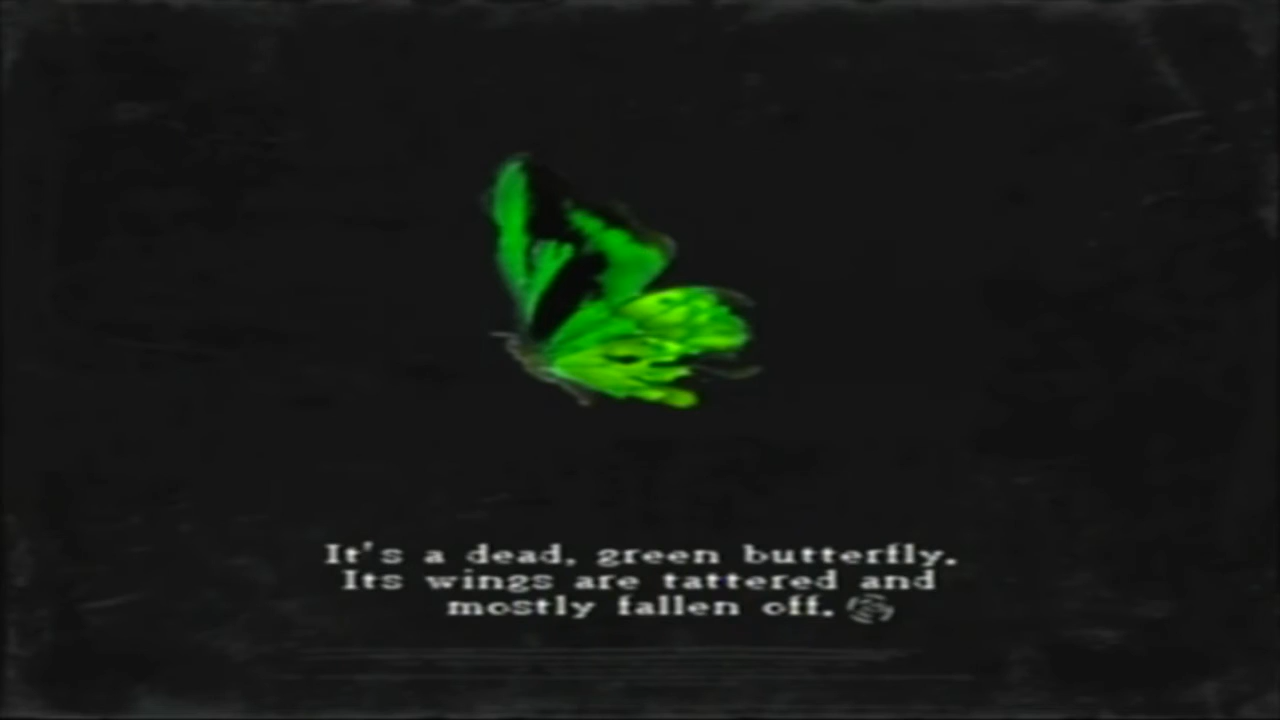 It's a dead, green butterfly.
Its wings are tattered and
mostly fallen off.